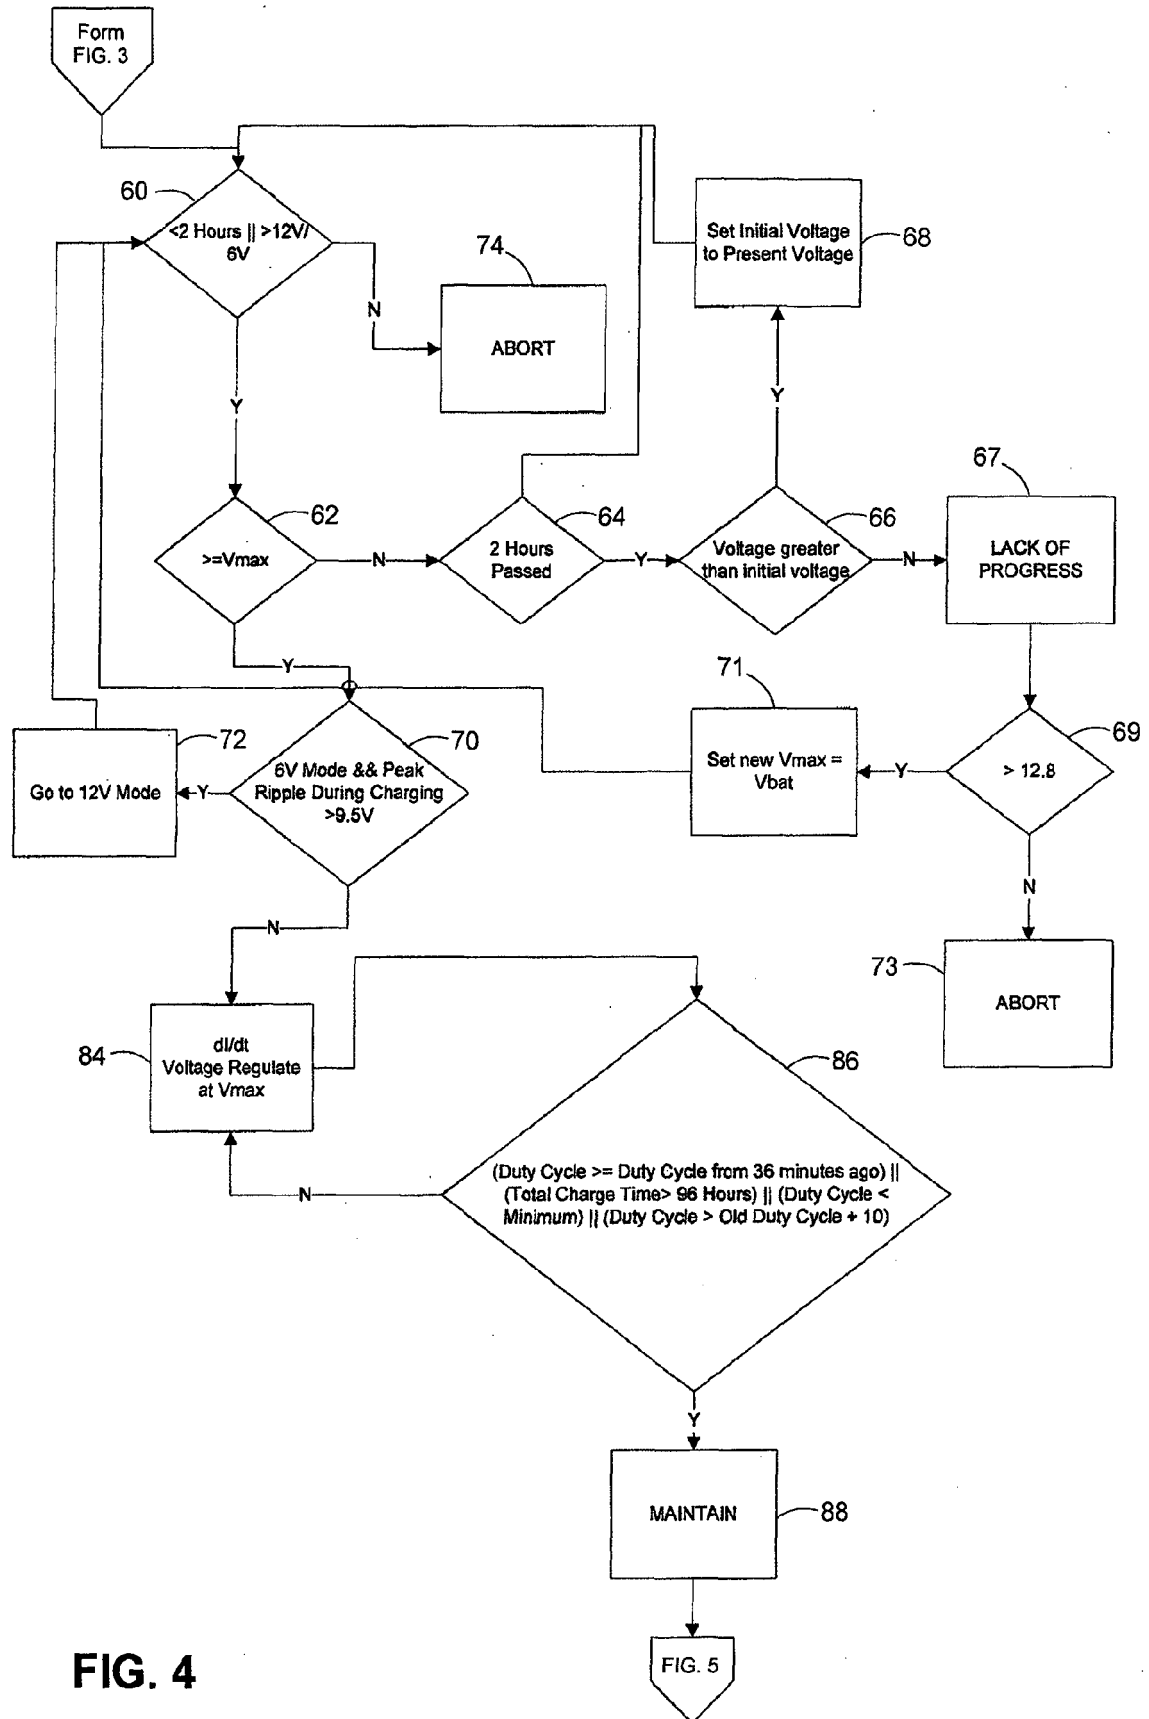 Form
FIG. 3
60
<2 Hours || >12V/
6V
N
74
ABORT
Set Initial Voltage
to Present Voltage
68
Y
Y
62
>=Vmax
N
64
2 Hours
Passed
Y
66
Voltage greater
than initial voltage
N
67
LACK OF
PROGRESS
Y
71
Set new Vmax =
Vbat
Y
69
> 12.8
72
Go to 12V Mode
Y
70
6V Mode && Peak
Ripple During Charging
>9.5V
N
N
73
ABORT
84
dI/dt
Voltage Regulate
at Vmax
86
(Duty Cycle >= Duty Cycle from 36 minutes ago) ||
(Total Charge Time> 96 Hours) || (Duty Cycle <
Minimum) || (Duty Cycle > Old Duty Cycle + 10)
N
Y
MAINTAIN
88
FIG. 5
FIG. 4